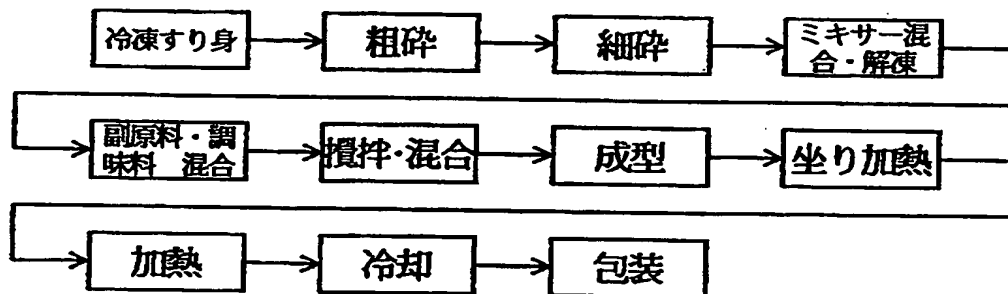 冷凍すり身
粗砕
細砕
ミキサー混
合・解凍
副原料・調
味料　混合
攪拌・混合
成型
坐り加熱
加熱
冷却
包装